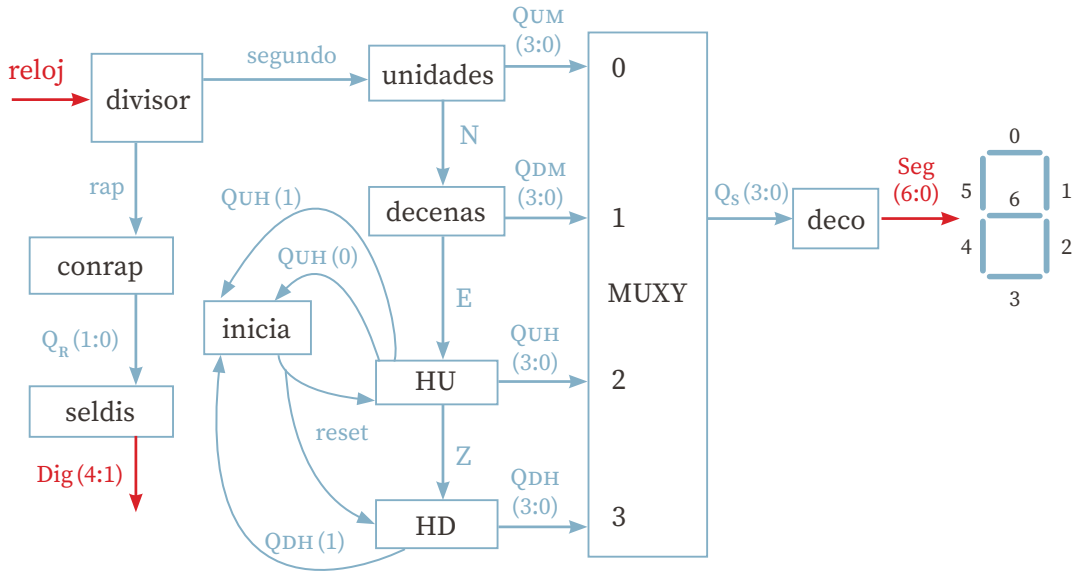 reloj
divisor
segundo
unidades
QUM
(3:0)
0
rap
N
QUH (1)
decenas
QDM
(3:0)
1
QS (3:0)
deco
Seg
(6:0)
0
5
6
1
4
2
3
conrap
QUH (0)
E
MUXY
QR (1:0)
inicia
HU
QUH
(3:0)
2
seldis
reset
Z
Dig (4:1)
QDH (1)
HD
QDH
(3:0)
3